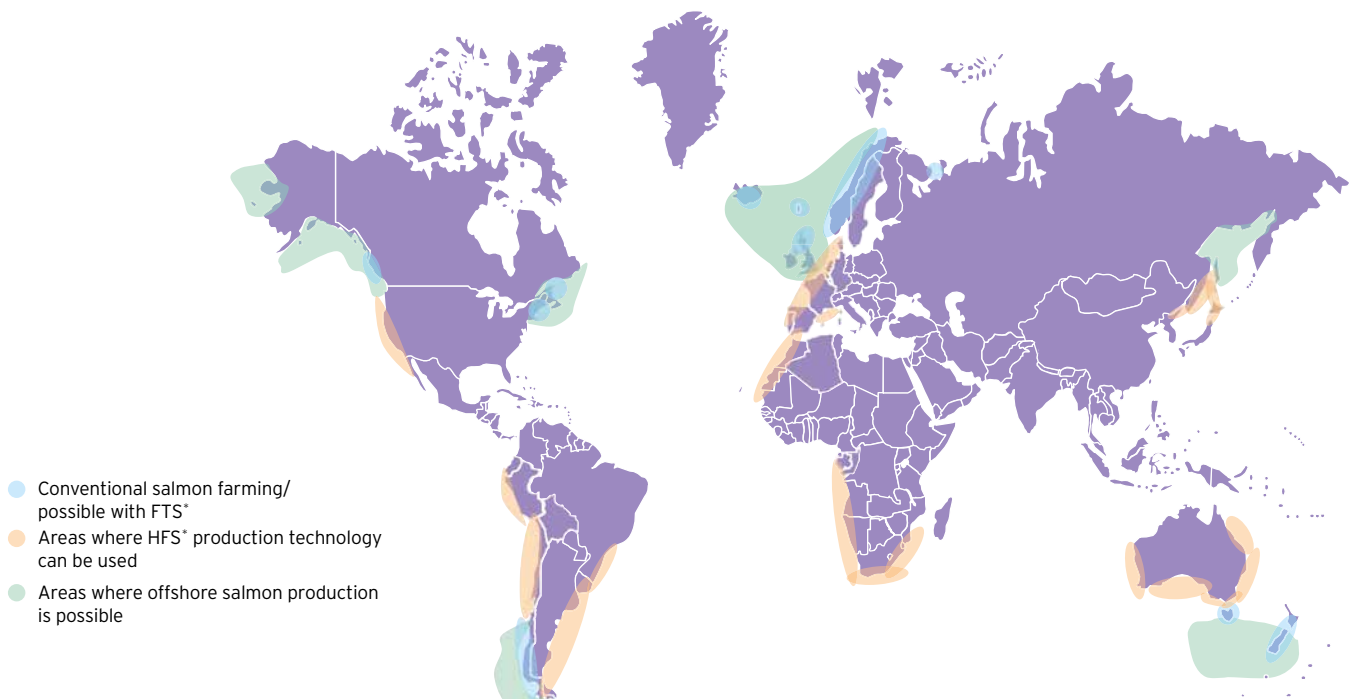 Conventional salmon farming/
possible with FTS*
Areas where HFS* production technology
can be used
Areas where offshore salmon production
is possible